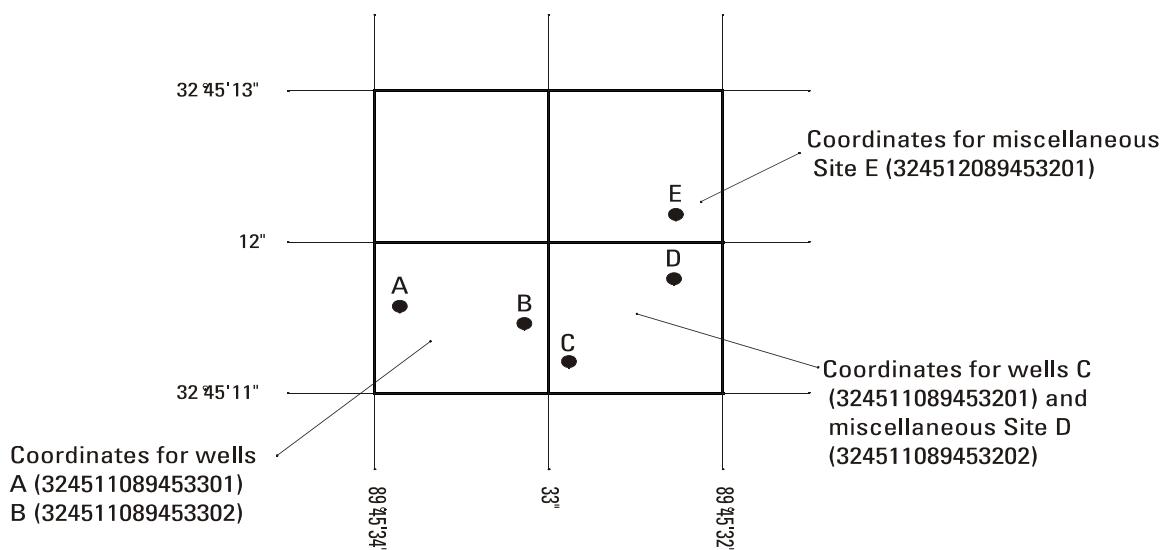 32°45'13"
Coordinates for miscellaneous
Site E (324512089453201)
E
12"
D
A
B
C
32°45'11"
Coordinates for wells C
(324511089453201) and
miscellaneous Site D
(324511089453202)
Coordinates for wells
A (324511089453301)
B (324511089453302)
89°45'34"
33"
89°45'32"